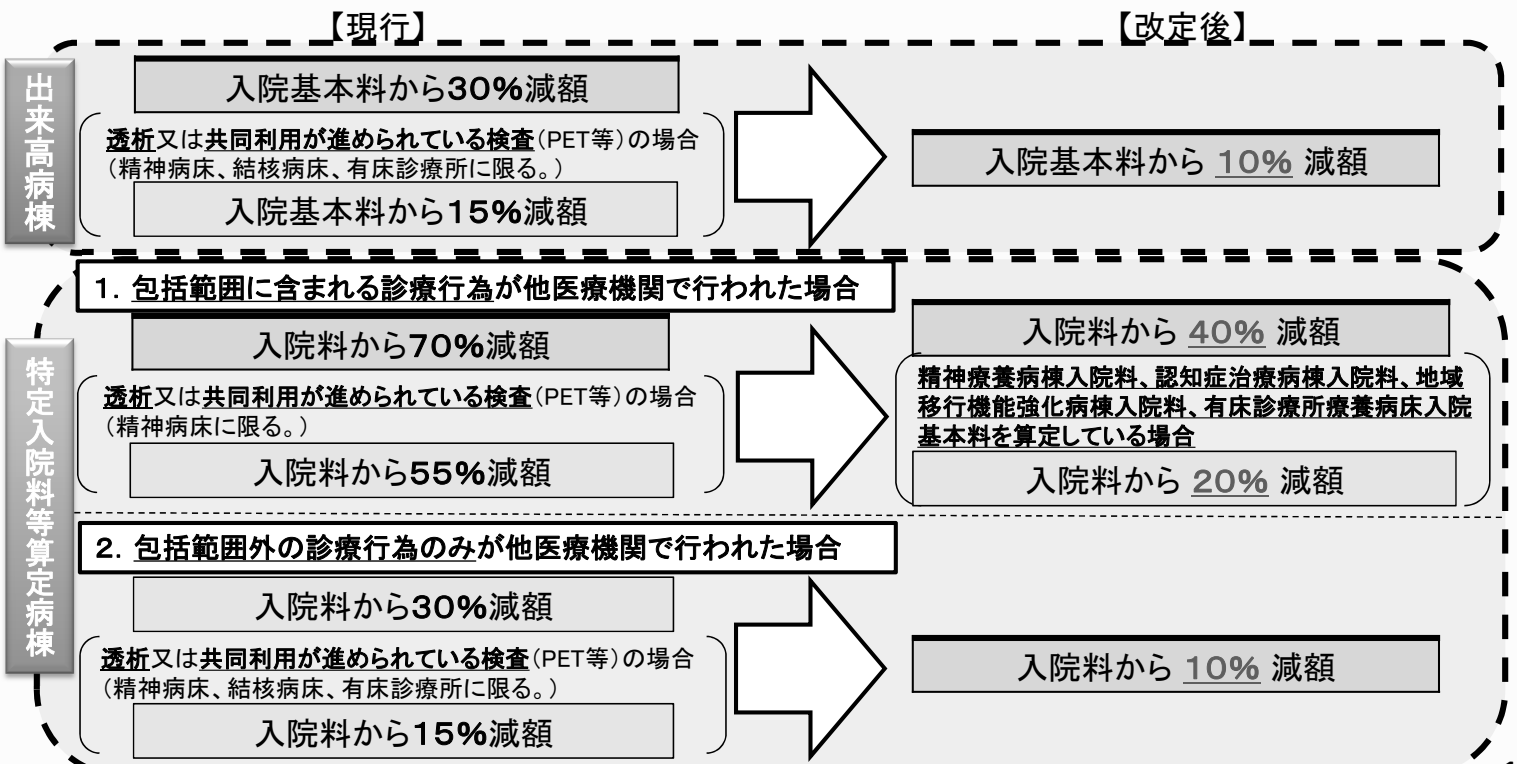 【現行】
【改定後】
出来高病棟
入院基本料から30%減額
透析又は共同利用が進められている検査(PET等)の場合
(精神病床、結核病床、有床診療所に限る。)
入院基本料から15%減額
入院基本料から 10% 減額
特定入院料等算定病棟
1. 包括範囲に含まれる診療行為が他医療機関で行われた場合
入院料から70%減額
透析又は共同利用が進められている検査(PET等)の場合
(精神病床に限る。)
入院料から55%減額
入院料から 40% 減額
精神療養病棟入院料、認知症治療病棟入院料、地域
移行機能強化病棟入院料、有床診療所療養病床入院
基本料を算定している場合
入院料から 20% 減額
2. 包括範囲外の診療行為のみが他医療機関で行われた場合
入院料から30%減額
透析又は共同利用が進められている検査(PET等)の場合
(精神病床、結核病床、有床診療所に限る。)
入院料から15%減額
入院料から 10% 減額